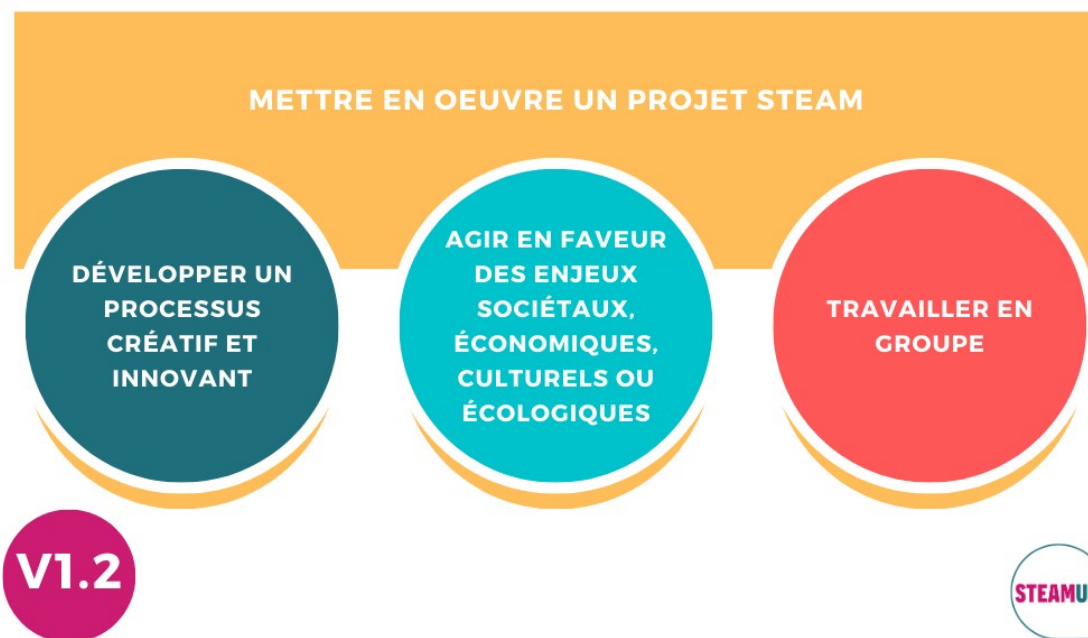 METTRE EN OEUVRE UN PROJET STEAM
DÉVELOPPER UN
PROCESSUS
CRÉATIF ET
INNOVANT
AGIR EN FAVEUR
DES ENJEUX
SOCIÉTAUX,
ÉCONOMIQUES,
CULTURELS OU
ÉCOLOGIQUES
TRAVAILLER EN
GROUPE
V1.2
STEAMU